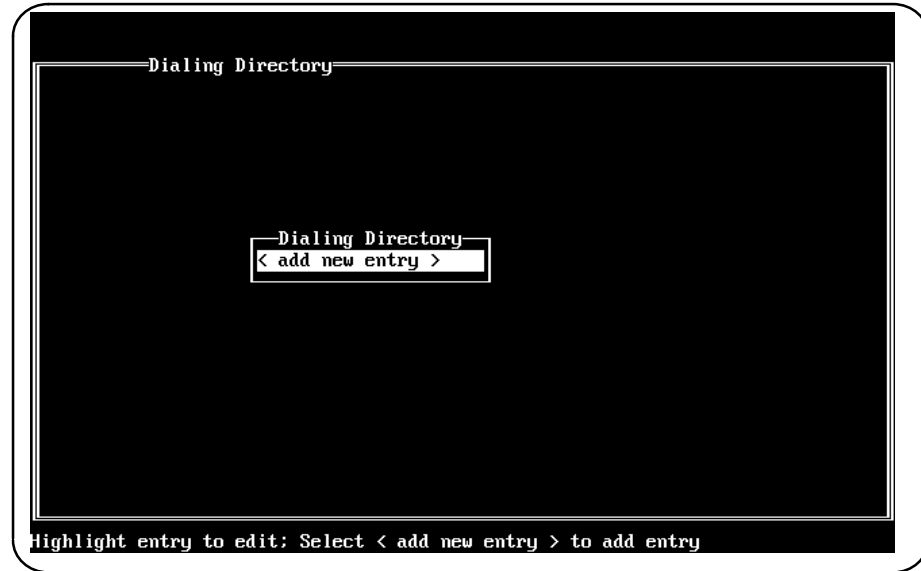 Dialing Directory
Dialing Directory
< add new entry >
Highlight entry to edit; Select < add new entry > to add entry